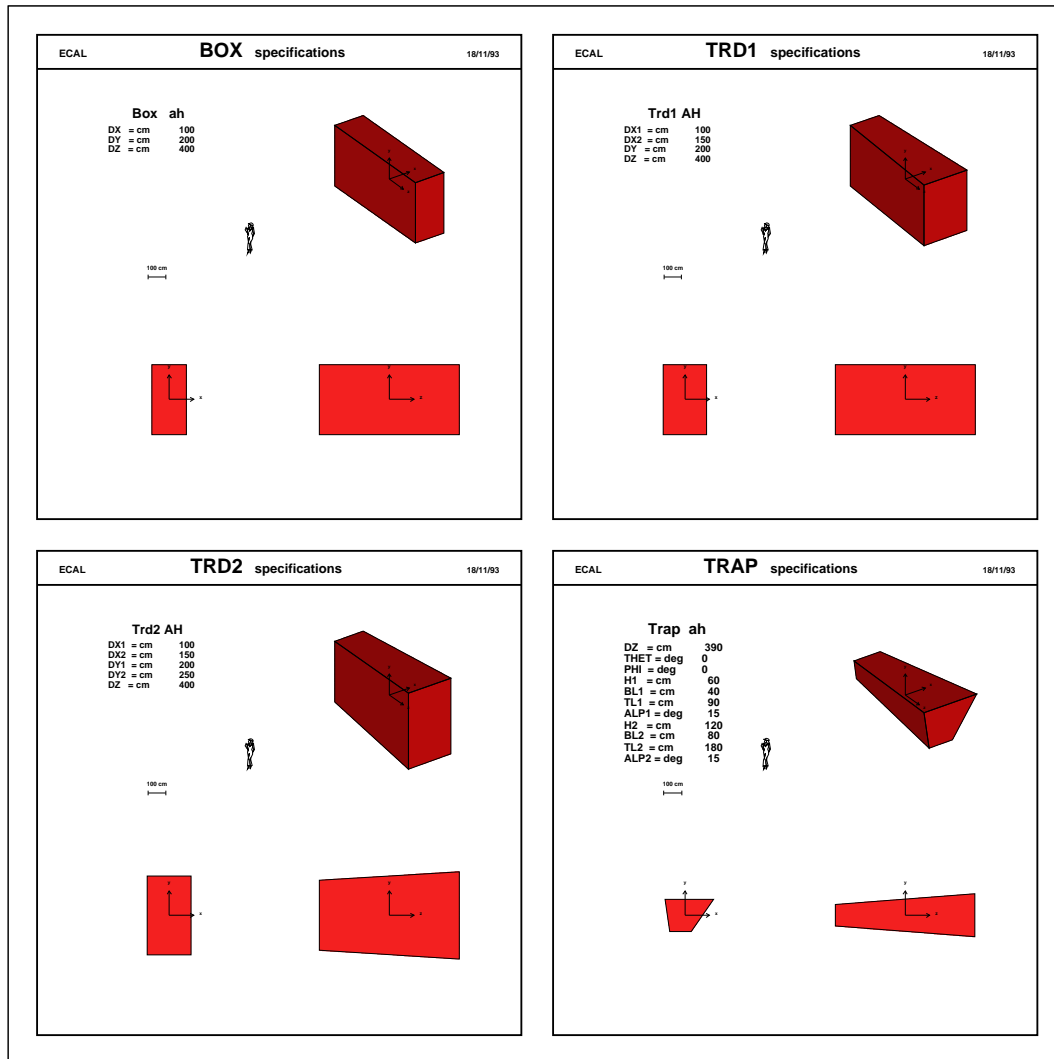 ECAL BOX specifications 18/11/93
Box ah
DX = cm 100
DY = cm 200
DZ = cm 400
y
x
z
100 cm
y
x
y
z
ECAL TRD1 specifications 18/11/93
Trd1 AH
DX1 = cm 100
DX2 = cm 150
DY = cm 200
DZ = cm 400
y
x
z
100 cm
y
x
y
z
ECAL TRD2 specifications 18/11/93
Trd2 AH
DX1 = cm 100
DX2 = cm 150
DY1 = cm 200
DY2 = cm 250
DZ = cm 400
y
x
z
100 cm
y
x
y
z
ECAL TRAP specifications 18/11/93
Trap ah
DZ = cm 390
THET = deg 0
PHI = deg 0
H1 = cm 60
BL1 = cm 40
TL1 = cm 90
ALP1 = deg 15
H2 = cm 120
BL2 = cm 80
TL2 = cm 180
ALP2 = deg 15
y
x
z
100 cm
y
x
y
z